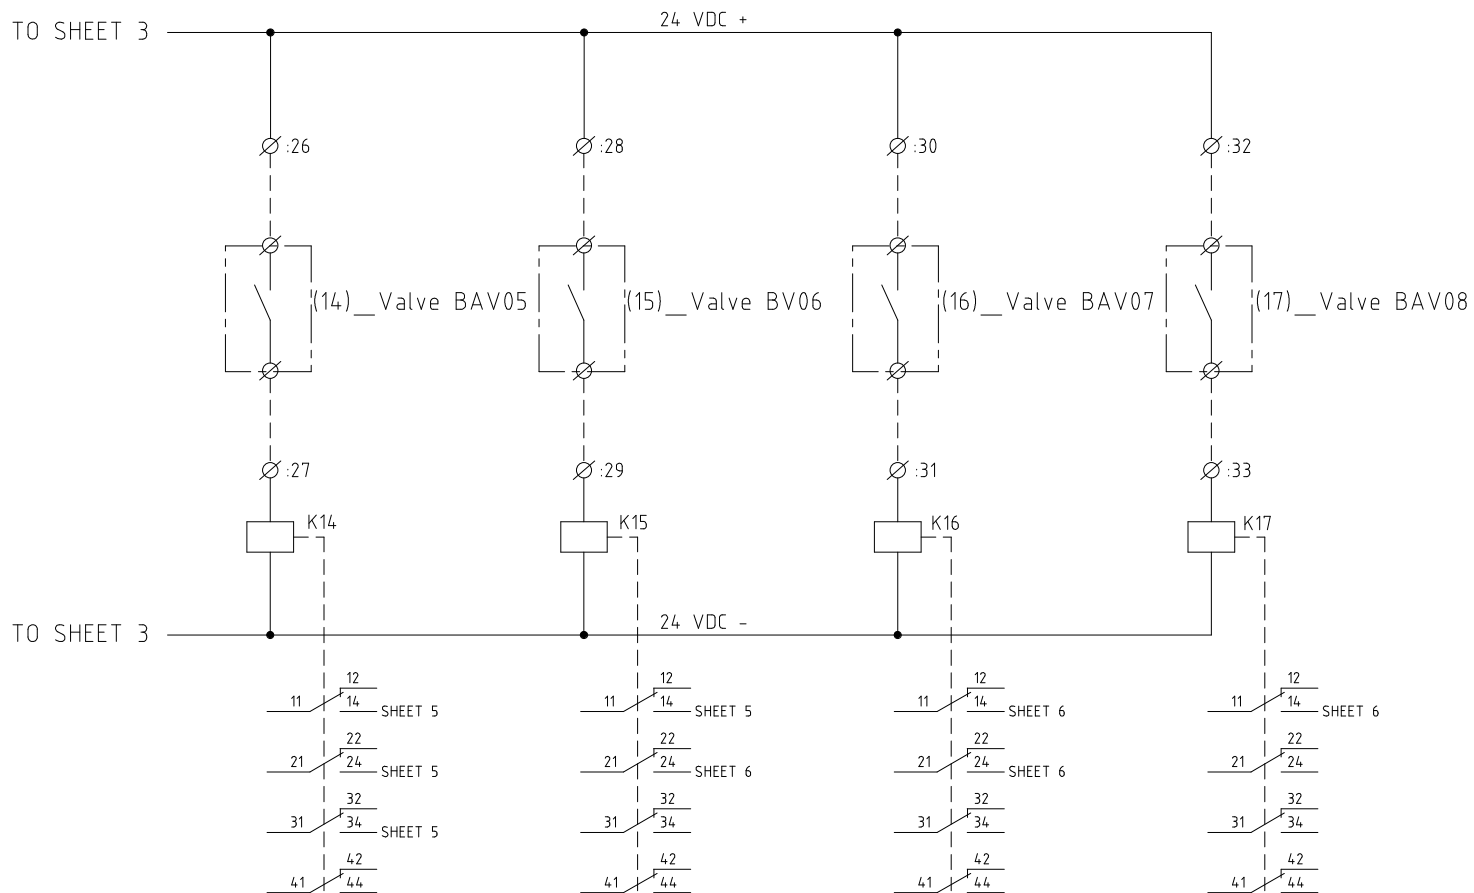 24 VDC +
TO SHEET 3
:26 :28 :30 :32
(14)__Valve BAV05 (15)__Valve BV06 (16)__Valve BAV07 (17)__Valve BAV08
:27 :29 :31 :33
K14 K15 K16 K17
24 VDC -
TO SHEET 3
12 12 12 12
11 14 SHEET 5 11 14 SHEET 5 11 14 SHEET 6 11 14 SHEET 6
22 22 22 22
21 24 SHEET 5 21 24 SHEET 6 21 24 SHEET 6 21 24
32 32 32 32
31 34 SHEET 5 31 34 31 34 31 34
42 42 42 42
41 44 41 44 41 44 41 44